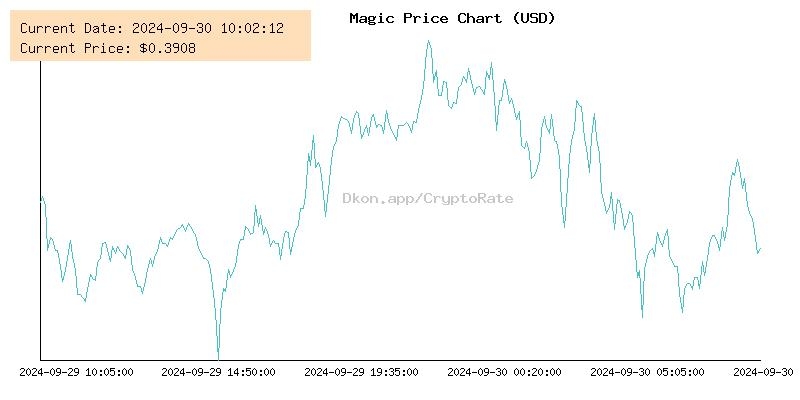 Magic Price Chart (USD)
Current Date: 2024-09-30 10:02:12
Current Price: $0.3908
Dkon.app/CryptoRate
2024-09-29 10:05:00 2024-09-29 14:50:00 2024-09-29 19:35:00 2024-09-30 00:20:00 2024-09-30 05:05:00 2024-09-30